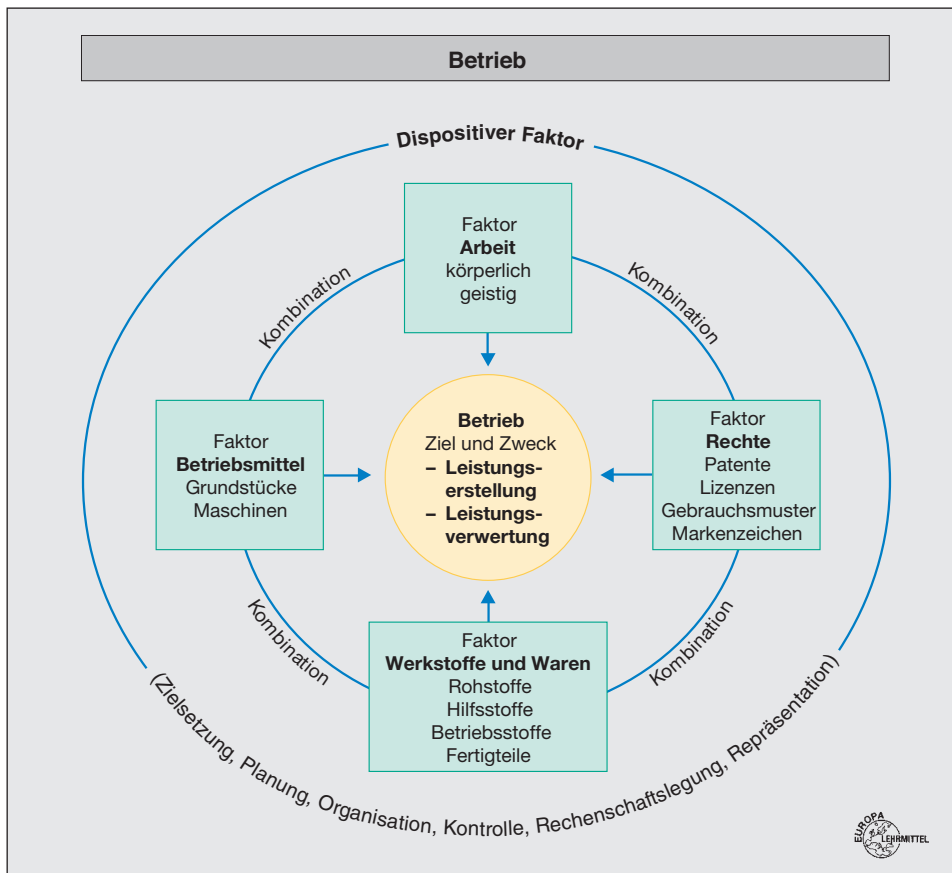 Betrieb
Dispositiver Faktor
Faktor
Arbeit
körperlich
geistig
Kombination
Kombination
Faktor
Betriebsmittel
Grundstücke
Maschinen
Betrieb
Ziel und Zweck
– Leistungs-
erstellung
– Leistungs-
verwertung
Faktor
Rechte
Patente
Lizenzen
Gebrauchsmuster
Markenzeichen
Kombination
Kombination
Faktor
Werkstoffe und Waren
Rohstoffe
Hilfsstoffe
Betriebsstoffe
Fertigteile
(Zielsetzung, Planung, Organisation, Kontrolle, Rechenschaftslegung, Repräsentation)
EUROPA
LEHRMITTEL